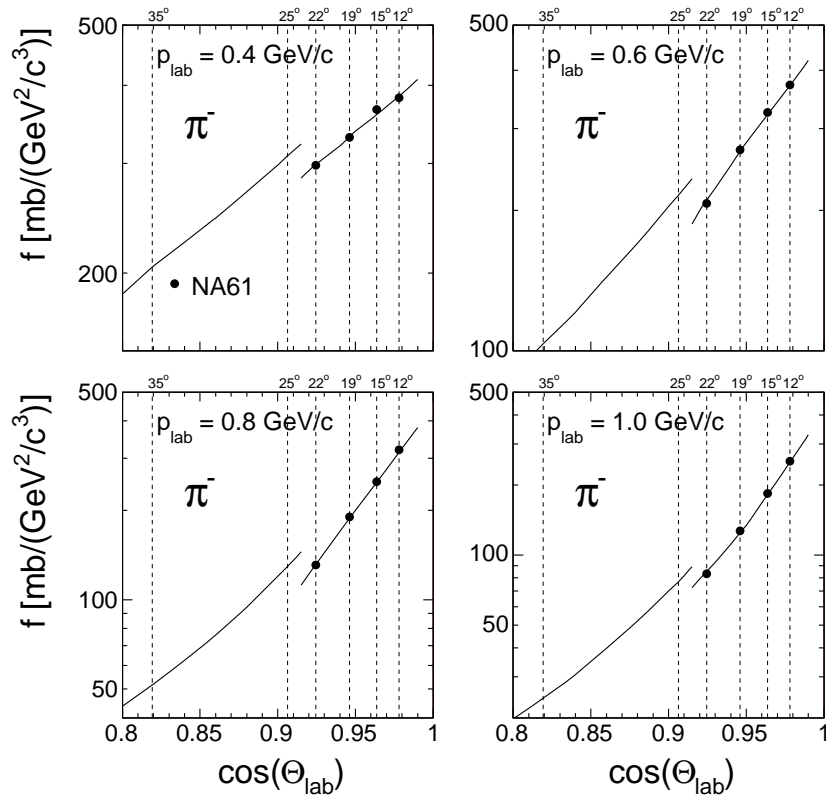 35° 25° 22° 19° 15° 12°
500
p_lab = 0.4 GeV/c
π⁻
f [mb/(GeV²/c³)]
200
NA61
35° 25° 22° 19° 15° 12°
500
p_lab = 0.6 GeV/c
π⁻
200
100
35° 25° 22° 19° 15° 12°
500
p_lab = 0.8 GeV/c
π⁻
f [mb/(GeV²/c³)]
100
50
0.8 0.85 0.9 0.95 1
cos(Θ_lab)
35° 25° 22° 19° 15° 12°
500
p_lab = 1.0 GeV/c
π⁻
100
50
0.8 0.85 0.9 0.95 1
cos(Θ_lab)